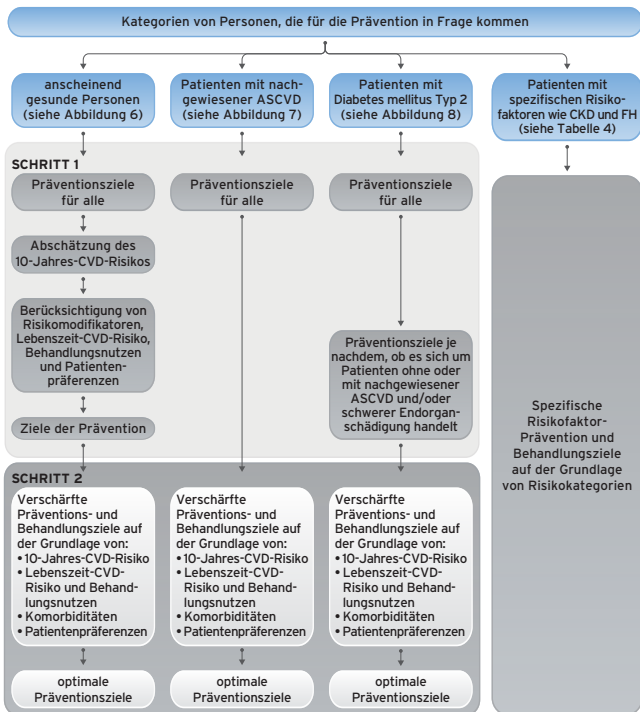 Kategorien von Personen, die für die Prävention in Frage kommen
anscheinend
gesunde Personen
(siehe Abbildung 6)
Patienten mit nach-
gewiesener ASCVD
(siehe Abbildung 7)
Patienten mit
Diabetes mellitus Typ 2
(siehe Abbildung 8)
Patienten mit
spezifischen Risiko-
faktoren wie CKD und FH
(siehe Tabelle 4)
SCHRITT 1
Präventionsziele
für alle
Abschätzung des
10-Jahres-CVD-Risikos
Berücksichtigung von
Risikomodifikatoren,
Lebenszeit-CVD-Risiko,
Behandlungsnutzen
und Patienten-
präferenzen
Ziele der Prävention
Präventionsziele
für alle
Präventionsziele
für alle
Präventionsziele je
nachdem, ob es sich um
Patienten ohne oder
mit nachgewiesener
ASCVD und/oder
schwerer Endorgan-
schädigung handelt
Spezifische
Risikofaktor-
Prävention und
Behandlungsziele
auf der Grundlage
von Risikokategorien
SCHRITT 2
Verschärfte
Präventions- und
Behandlungsziele auf
der Grundlage von:
• 10-Jahres-CVD-Risiko
• Lebenszeit-CVD-
Risiko und Behand-
lungsnutzen
• Komorbiditäten
• Patientenpräferenzen
optimale
Präventionsziele
Verschärfte
Präventions- und
Behandlungsziele auf
der Grundlage von:
• 10-Jahres-CVD-Risiko
• Lebenszeit-CVD-
Risiko und Behand-
lungsnutzen
• Komorbiditäten
• Patientenpräferenzen
optimale
Präventionsziele
Verschärfte
Präventions- und
Behandlungsziele auf
der Grundlage von:
• 10-Jahres-CVD-Risiko
• Lebenszeit-CVD-
Risiko und Behand-
lungsnutzen
• Komorbiditäten
• Patientenpräferenzen
optimale
Präventionsziele